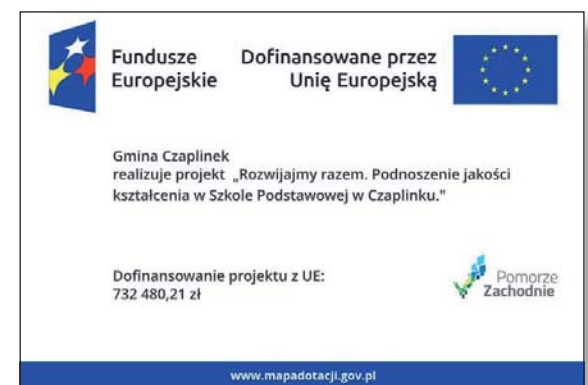 Fundusze
Europejskie
Dofinansowane przez
Unię Europejską
Gmina Czaplinek
realizuje projekt „Rozwijajmy razem. Podnoszenie jakości
kształcenia w Szkole Podstawowej w Czaplinku."
Dofinansowanie projektu z UE:
732 480,21 zł
Pomorze
Zachodnie
www.mapadotacji.gov.pl